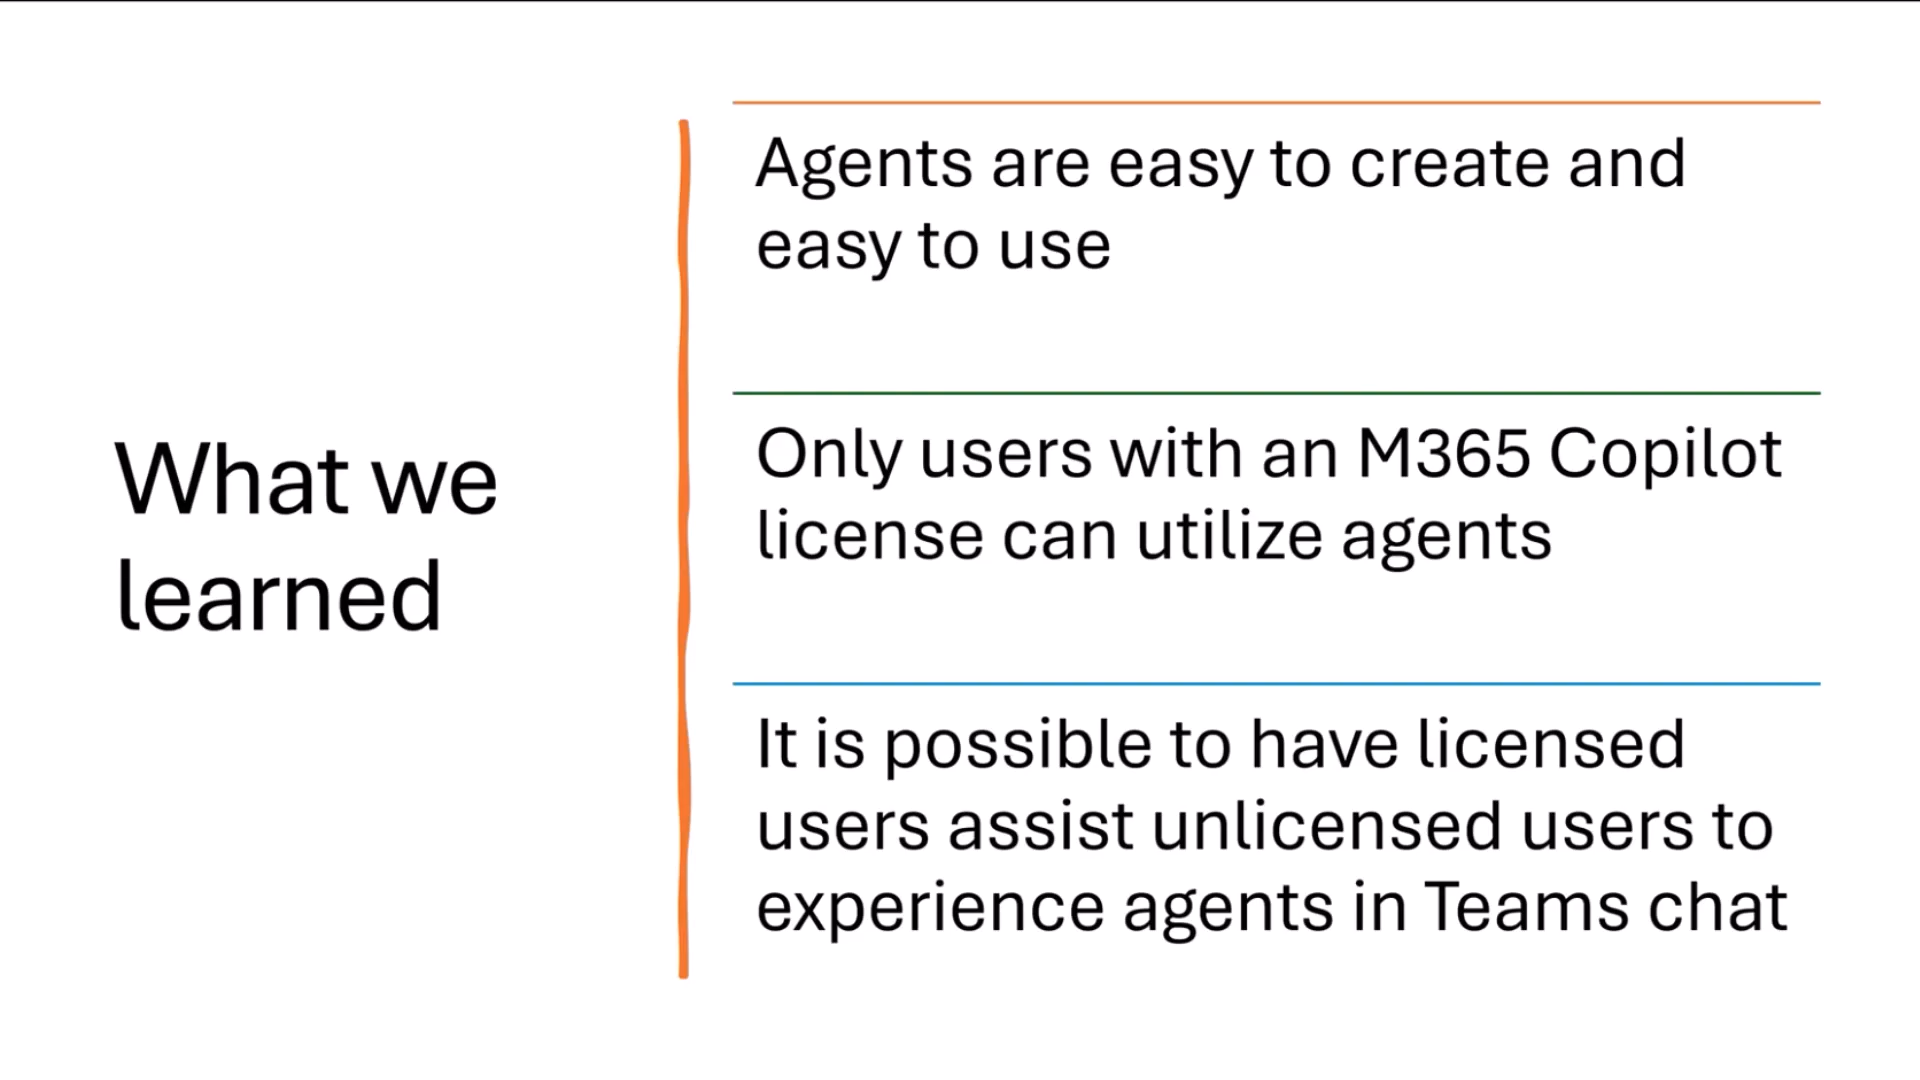 What we
learned
Agents are easy to create and
easy to use
Only users with an M365 Copilot
license can utilize agents
It is possible to have licensed
users assist unlicensed users to
experience agents in Teams chat